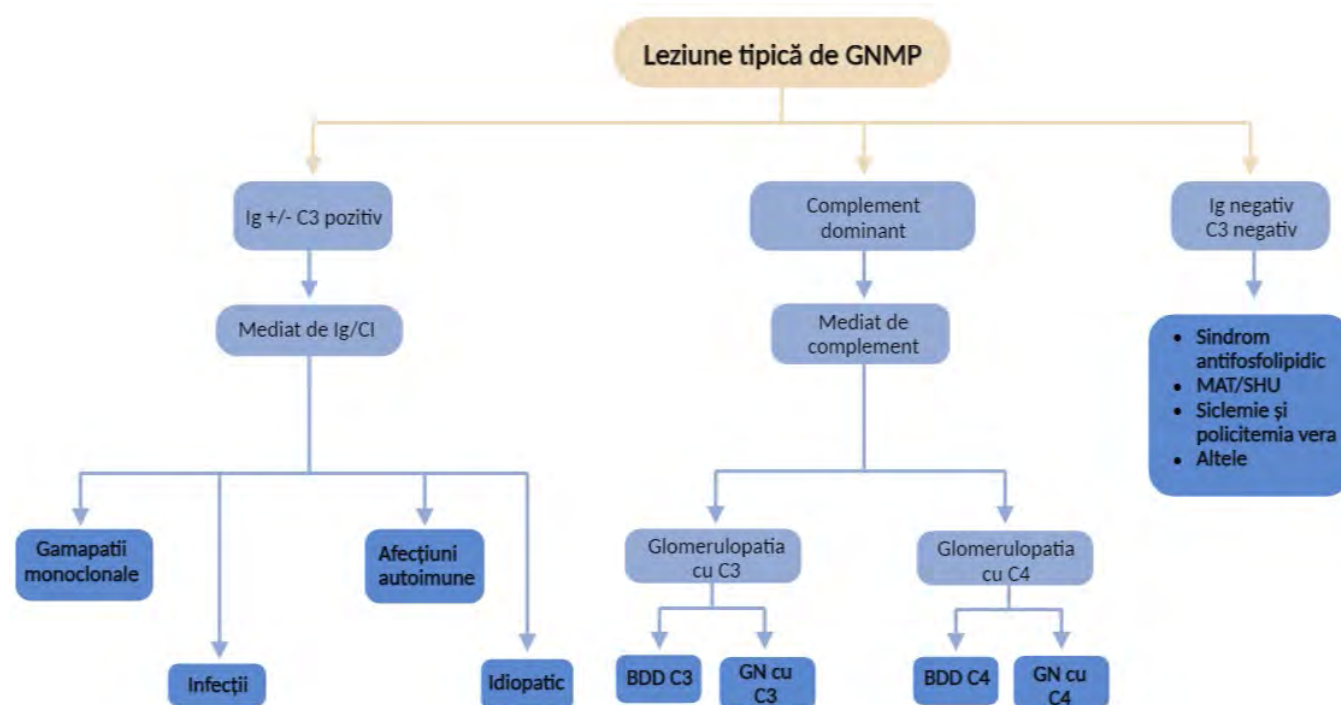 Leziune tipică de GNMP
Ig +/- C3 pozitiv
Complement
dominant
Ig negativ
C3 negativ
Mediat de Ig/CI
Mediat de
complement
• Sindrom
antifosfolipidic
• MAT/SHU
• Siclemie și
policitemia vera
• Altele
Gamapatii
monoclonale
Afecțiuni
autoimune
Glomerulopatia
cu C3
Glomerulopatia
cu C4
Infecții
Idiopatic
BDD C3
GN cu
C3
BDD C4
GN cu
C4